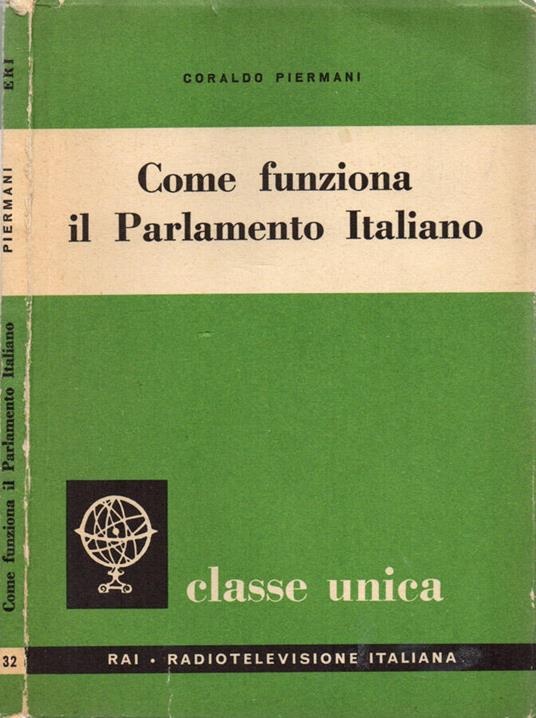 CORALDO PIERMANI
Come funziona
il Parlamento Italiano
classe unica
RAI • RADIOTELEVISIONE ITALIANA
ERI
PIERMANI
Come funziona il Parlamento Italiano
32